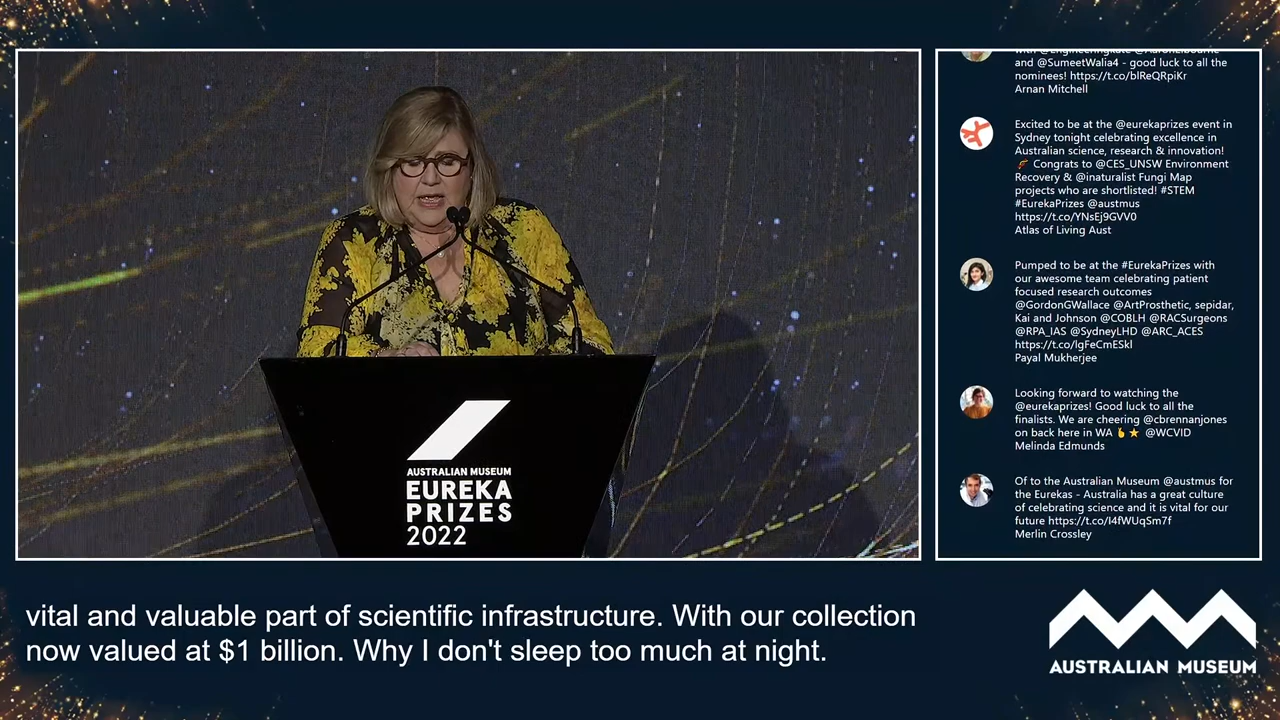 AUSTRALIAN MUSEUM
EUREKA
PRIZES
2022
and @SumeetWalia4 - good luck to all the
nominees! https://t.co/blReQRpiKr
Arnan Mitchell
Excited to be at the @eurekaprizes event in
Sydney tonight celebrating excellence in
Australian science, research & innovation!
Congrats to @CES_UNSW Environment
Recovery & @inaturalist Fungi Map
projects who are shortlisted! #STEM
#EurekaPrizes @austmus
https://t.co/YNsEj9GVV0
Atlas of Living Aust
Pumped to be at the #EurekaPrizes with
our awesome team celebrating patient
focused research outcomes
@GordonGWallace @ArtProsthetic, sepidar,
Kai and Johnson @COBLH @RACSurgeons
@RPA_IAS @SydneyLHD @ARC_ACES
https://t.co/lgFeCmESkl
Payal Mukherjee
Looking forward to watching the
@eurekaprizes! Good luck to all the
finalists. We are cheering @cbrennanjones
on back here in WA @WCVID
Melinda Edmunds
Of to the Australian Museum @austmus for
the Eurekas - Australia has a great culture
of celebrating science and it is vital for our
future https://t.co/I4fWUqSm7f
Merlin Crossley
vital and valuable part of scientific infrastructure. With our collection
now valued at $1 billion. Why I don't sleep too much at night.
AUSTRALIAN MUSEUM